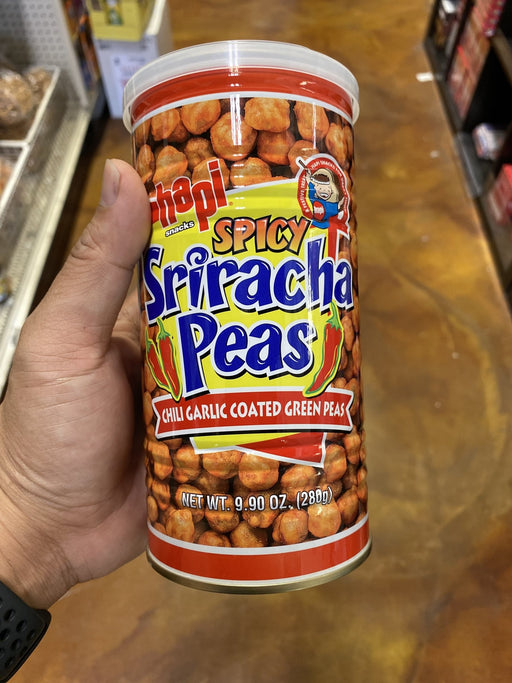 hapi
snacks
SPICY
Sriracha
Peas
CHILI GARLIC COATED GREEN PEAS
NET WT. 9.90 OZ. (280g)